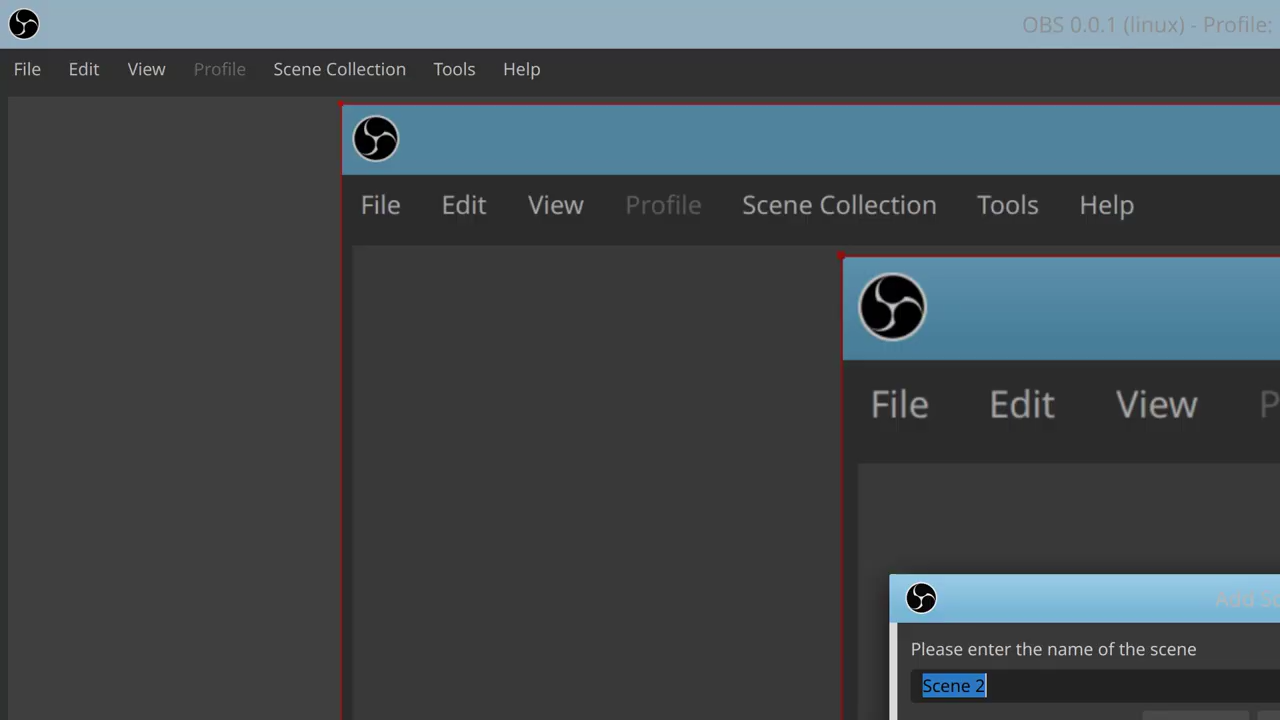 OBS 0.0.1 (linux) - Profile:
File Edit View Profile Scene Collection Tools Help
File Edit View Profile Scene Collection Tools Help
File Edit View
Add
Please enter the name of the scene
Scene 2